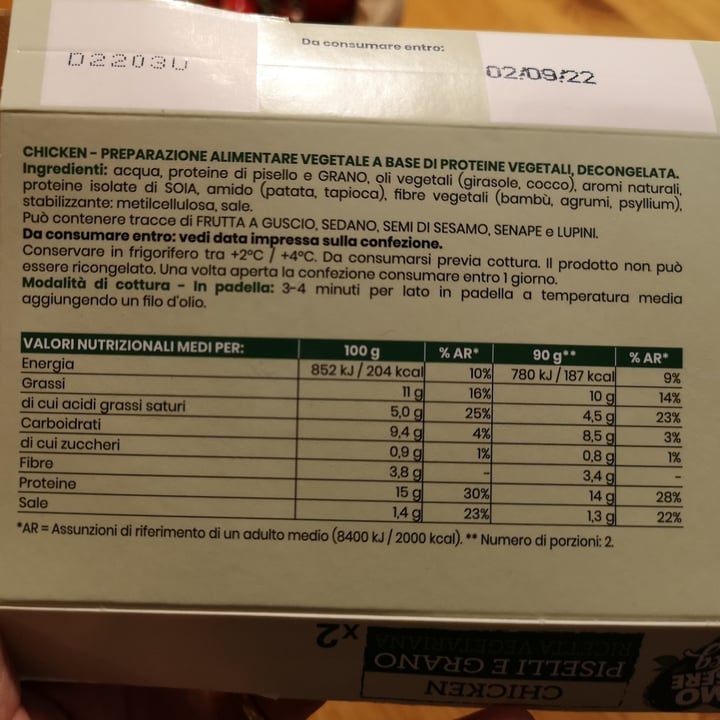 Da consumare entro:
D22030
02/09/22
CHICKEN - PREPARAZIONE ALIMENTARE VEGETALE A BASE DI PROTEINE VEGETALI, DECONGELATA.
Ingredienti: acqua, proteine di pisello e GRANO, oli vegetali (girasole, cocco), aromi naturali,
proteine isolate di SOIA, amido (patata, tapioca), fibre vegetali (bambù, agrumi, psyllium),
stabilizzante: metilcellulosa, sale.
Può contenere tracce di FRUTTA A GUSCIO, SEDANO, SEMI DI SESAMO, SENAPE e LUPINI.
Da consumare entro: vedi data impressa sulla confezione.
Conservare in frigorifero tra +2°C / +4°C. Da consumarsi previa cottura. Il prodotto non può
essere ricongelato. Una volta aperta la confezione consumare entro 1 giorno.
Modalità di cottura - In padella: 3-4 minuti per lato in padella a temperatura media
aggiungendo un filo d'olio.
VALORI NUTRIZIONALI MEDI PER: 100 g % AR* 90 g** % AR*
Energia 852 kJ / 204 kcal 10% 780 kJ / 187 kcal 9%
Grassi 11 g 16% 10 g 14%
di cui acidi grassi saturi 5,0 g 25% 4,5 g 23%
Carboidrati 9,4 g 4% 8,5 g 3%
di cui zuccheri 0,9 g 1% 0,8 g 1%
Fibre 3,8 g - 3,4 g -
Proteine 15 g 30% 14 g 28%
Sale 1,4 g 23% 1,3 g 22%
*AR = Assunzioni di riferimento di un adulto medio (8400 kJ / 2000 kcal). ** Numero di porzioni: 2.
CHICKEN
PISELLI E GRANO
RICETTA VEGETARIANA
x2